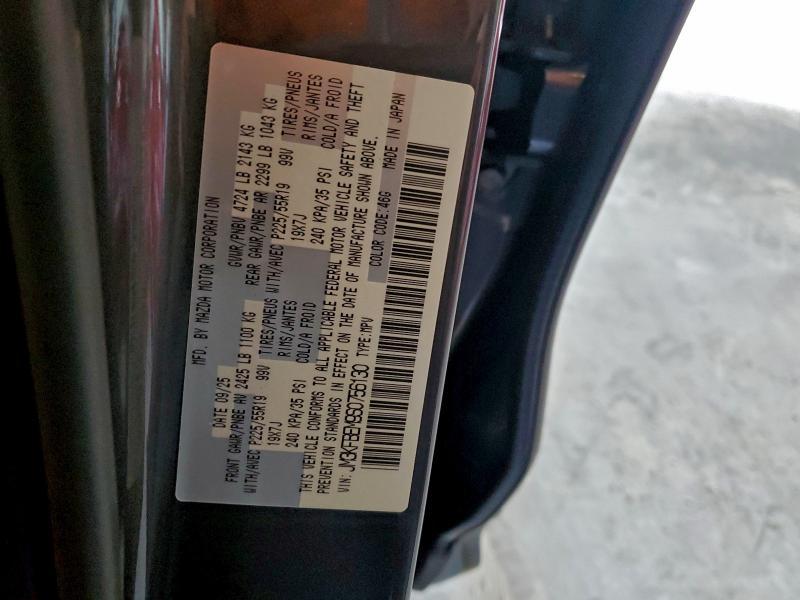 MFD. BY MAZDA MOTOR CORPORATION
DATE 09/25 GVWR/PNBV 4724 LB 2143 KG
FRONT GAWR/PNBE AV 2425 LB 1100 KG REAR GAWR/PNBE AR 2299 LB 1043 KG
WITH/AVEC P225/55R19 99V TIRES/PNEUS WITH/AVEC P225/55R19 99V TIRES/PNEUS
19X7J RIMS/JANTES 19X7J RIMS/JANTES
240 KPA/35 PSI COLD/A FROID 240 KPA/35 PSI COLD/A FROID
THIS VEHICLE CONFORMS TO ALL APPLICABLE FEDERAL MOTOR VEHICLE SAFETY AND THEFT
PREVENTION STANDARDS IN EFFECT ON THE DATE OF MANUFACTURE SHOWN ABOVE.
VIN: JM3KFBEM9S0756130 TYPE:MPV COLOR CODE:46G MADE IN JAPAN